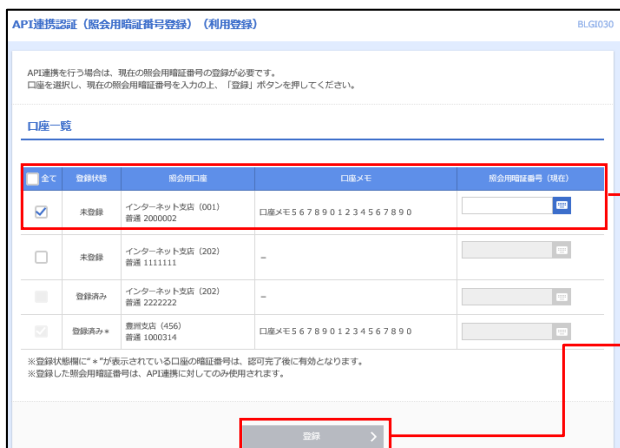 API連携認証（照会用暗証番号登録）（利用登録）
BLGI030
API連携を行う場合は、現在の照会用暗証番号の登録が必要です。
口座を選択し、現在の照会用暗証番号を入力の上、「登録」ボタンを押してください。
口座一覧
全て 登録状態 照会用口座 口座メモ 照会用暗証番号（現在）
未登録 インターネット支店（001） 口座メモ５６７８９０１２３４５６７８９０
普通 2000002
未登録 インターネット支店（202） －
普通 1111111
登録済み インターネット支店（202） －
普通 2222222
登録済み＊ 豊洲支店（456） 口座メモ５６７８９０１２３４５６７８９０
普通 1000314
※登録状態欄に"＊"が表示されている口座の暗証番号は、認可完了後に有効となります。
※登録した照会用暗証番号は、API連携に対してのみ使用されます。
登録